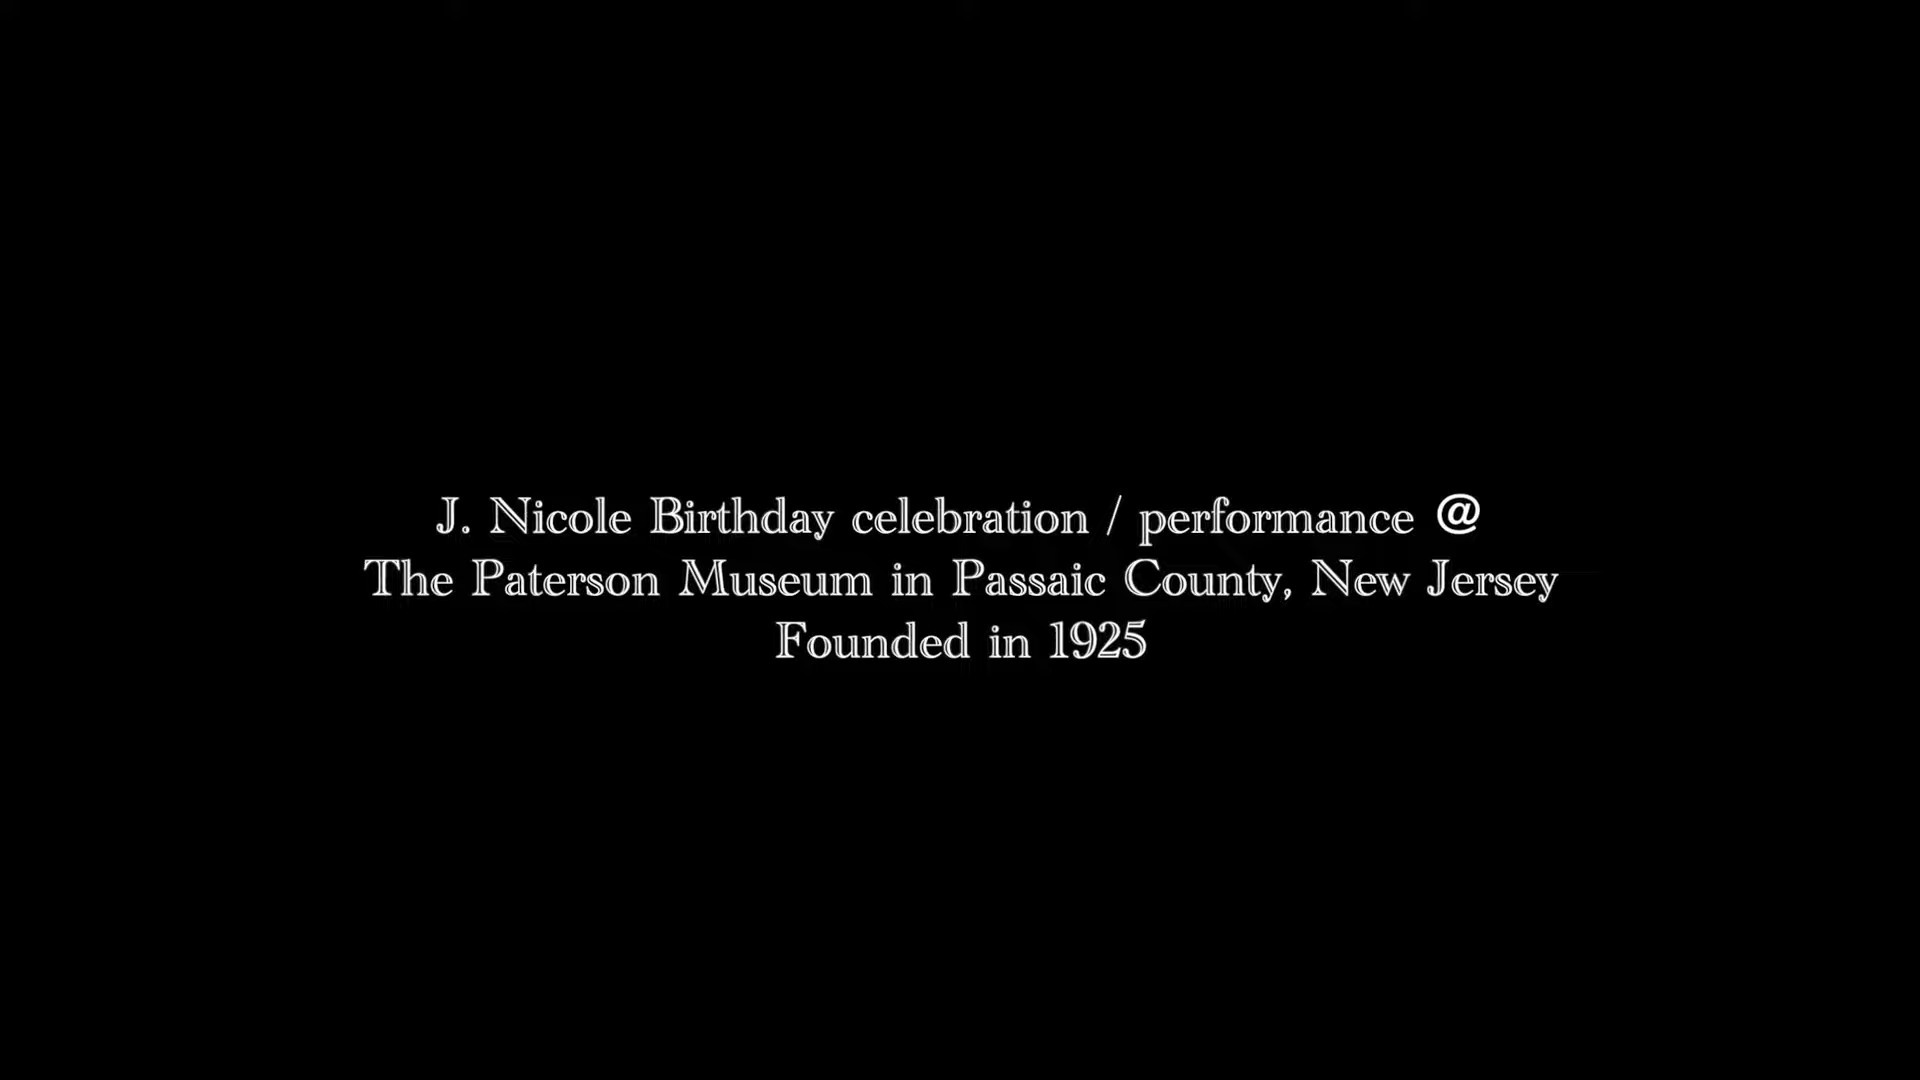 J. Nicole Birthday celebration / performance @
The Paterson Museum in Passaic County, New Jersey
Founded in 1925